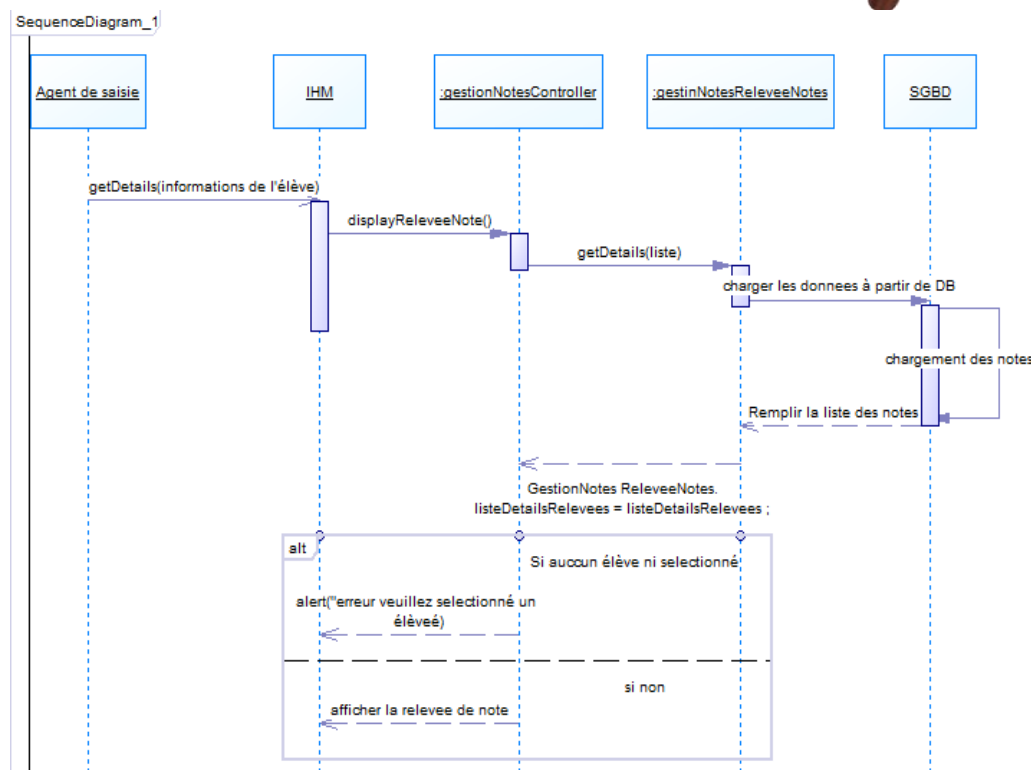 SequenceDiagram_1
Agent de saisie
IHM
:gestionNotesController
:gestinNotesReleveeNotes
SGBD
getDetails(informations de l'élève)
displayReleveeNote()
getDetails(liste)
charger les donnees à partir de DB
chargement des notes
Remplir la liste des notes
GestionNotes ReleveeNotes.
listeDetailsRelevees = listeDetailsRelevees ;
alt
Si aucun élève ni selectionné
alert("erreur veuillez selectionné un
élèveé)
si non
afficher la relevee de note